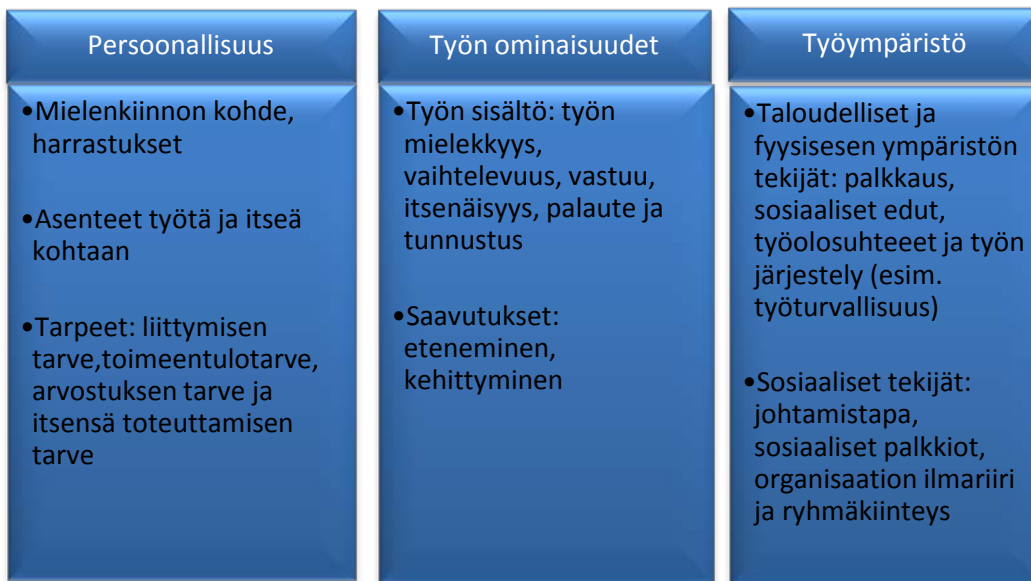 Persoonallisuus
•Mielenkiinnon kohde,
harrastukset
•Asenteet työtä ja itseä
kohtaan
•Tarpeet: liittymisen
tarve,toimeentulotarve,
arvostuksen tarve ja
itsensä toteuttamisen
tarve
Työn ominaisuudet
•Työn sisältö: työn
mielekkyys,
vaihtelevuus, vastuu,
itsenäisyys, palaute ja
tunnustus
•Saavutukset:
eteneminen,
kehittyminen
Työympäristö
•Taloudelliset ja
fyysisesen ympäristön
tekijät: palkkaus,
sosiaaliset edut,
työolosuhteeet ja työn
järjestely (esim.
työturvallisuus)
•Sosiaaliset tekijät:
johtamistapa,
sosiaaliset palkkiot,
organisaation ilmariiri
ja ryhmäkiinteys